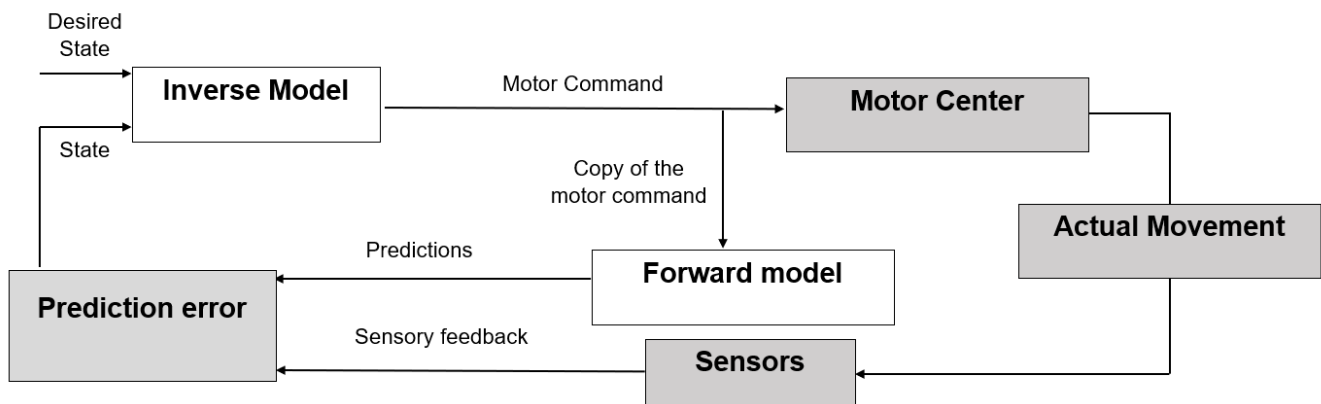 Desired
State
Inverse Model
Motor Command
Motor Center
State
Copy of the
motor command
Actual Movement
Predictions
Forward model
Prediction error
Sensory feedback
Sensors